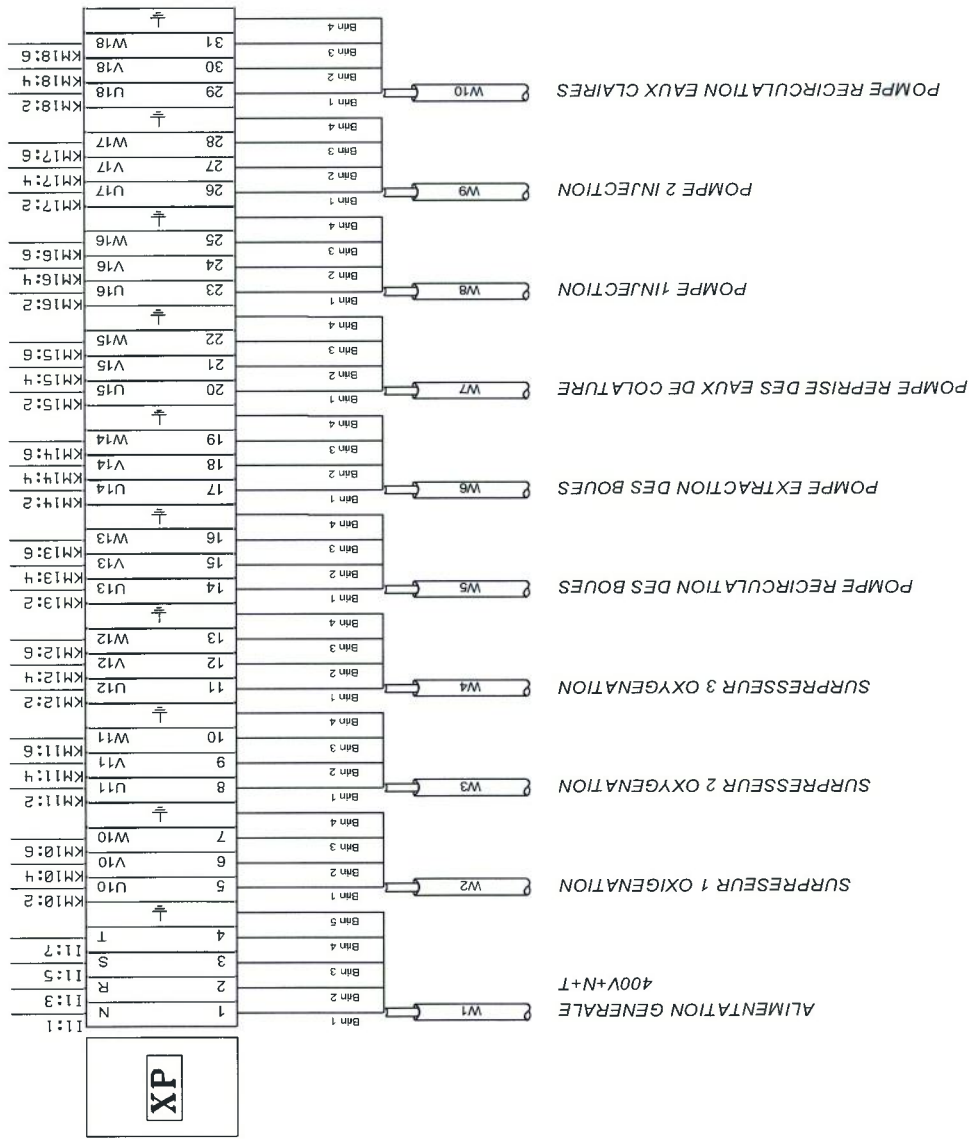 XP
ALIMENTATION GENERALE
400V+N+T
W1
Brin 1 1 N I1:1
Brin 2 2 R I1:3
Brin 3 3 S I1:5
Brin 4 4 T I1:7
Brin 5
SURPRESEUR 1 OXIGENATION
W2
Brin 1 5 U10 KM10:2
Brin 2 6 V10 KM10:4
Brin 3 7 W10 KM10:6
Brin 4
SURPRESSEUR 2 OXYGENATION
W3
Brin 1 8 U11 KM11:2
Brin 2 9 V11 KM11:4
Brin 3 10 W11 KM11:6
Brin 4
SURPRESSEUR 3 OXYGENATION
W4
Brin 1 11 U12 KM12:2
Brin 2 12 V12 KM12:4
Brin 3 13 W12 KM12:6
Brin 4
POMPE RECIRCULATION DES BOUES
W5
Brin 1 14 U13 KM13:2
Brin 2 15 V13 KM13:4
Brin 3 16 W13 KM13:6
Brin 4
POMPE EXTRACTION DES BOUES
W6
Brin 1 17 U14 KM14:2
Brin 2 18 V14 KM14:4
Brin 3 19 W14 KM14:6
Brin 4
POMPE REPRISE DES EAUX DE COLATURE
W7
Brin 1 20 U15 KM15:2
Brin 2 21 V15 KM15:4
Brin 3 22 W15 KM15:6
Brin 4
POMPE 1INJECTION
W8
Brin 1 23 U16 KM16:2
Brin 2 24 V16 KM16:4
Brin 3 25 W16 KM16:6
Brin 4
POMPE 2 INJECTION
W9
Brin 1 26 U17 KM17:2
Brin 2 27 V17 KM17:4
Brin 3 28 W17 KM17:6
Brin 4
POMPE RECIRCULATION EAUX CLAIRES
W10
Brin 1 29 U18 KM18:2
Brin 2 30 V18 KM18:4
Brin 3 31 W18 KM18:6
Brin 4